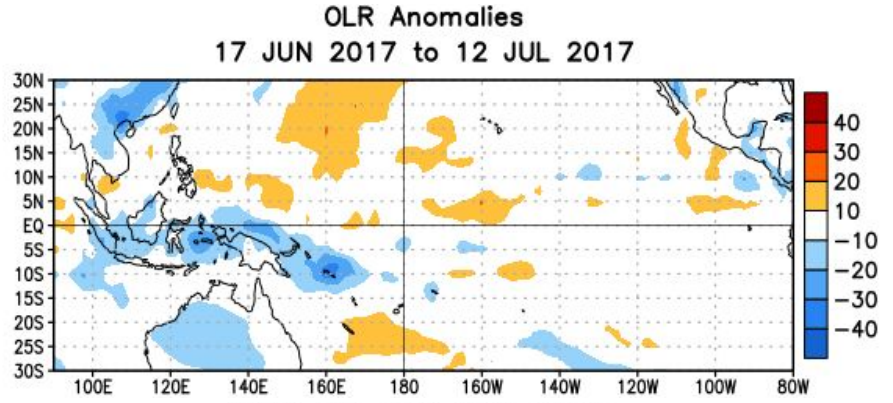 OLR Anomalies
17 JUN 2017 to 12 JUL 2017
30N
25N
20N
15N
10N
5N
EQ
5S
10S
15S
20S
25S
30S
100E 120E 140E 160E 180 160W 140W 120W 100W 80W
40
30
20
10
-10
-20
-30
-40